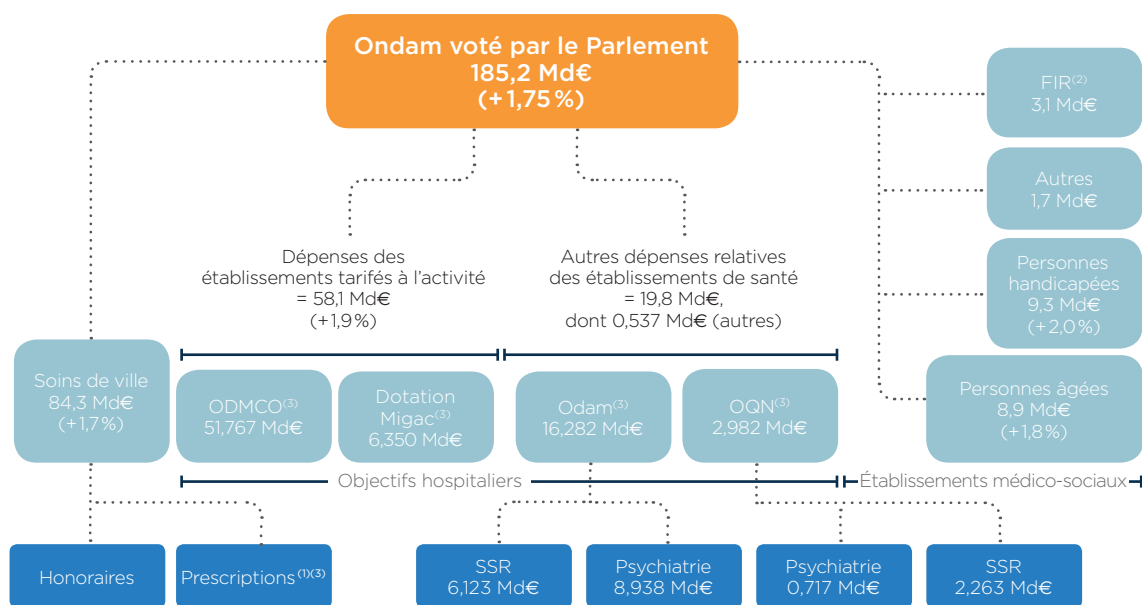 Ondam voté par le Parlement
185,2 Md€
(+1,75%)
FIR(2)
3,1 Md€
Autres
1,7 Md€
Personnes
handicapées
9,3 Md€
(+2,0%)
Personnes âgées
8,9 Md€
(+1,8%)
Dépenses des
établissements tarifés à l'activité
= 58,1 Md€
(+1,9%)
Autres dépenses relatives
des établissements de santé
= 19,8 Md€,
dont 0,537 Md€ (autres)
Soins de ville
84,3 Md€
(+1,7%)
ODMCO(3)
51,767 Md€
Dotation
Migac(3)
6,350 Md€
Odam(3)
16,282 Md€
OQN(3)
2,982 Md€
Objectifs hospitaliers
Établissements médico-sociaux
Honoraires
Prescriptions(1)(3)
SSR
6,123 Md€
Psychiatrie
8,938 Md€
Psychiatrie
0,717 Md€
SSR
2,263 Md€